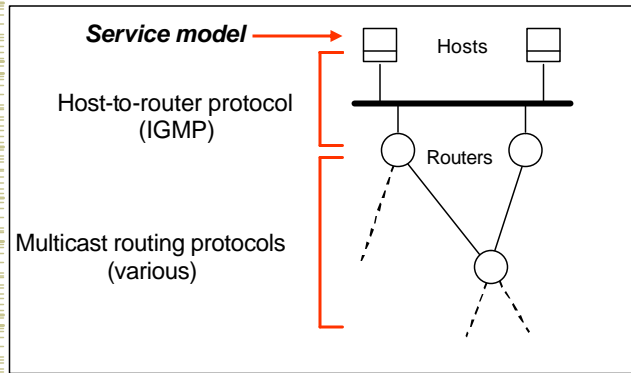 Service model
Hosts
Host-to-router protocol
(IGMP)
Routers
Multicast routing protocols
(various)